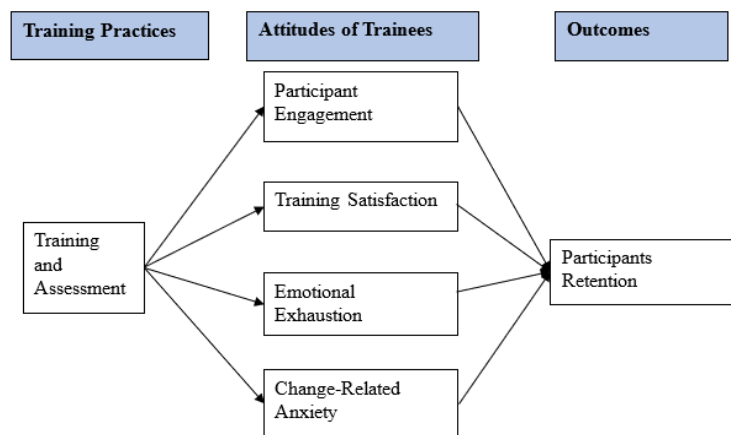 Training Practices
Attitudes of Trainees
Outcomes
Participant
Engagement
Training Satisfaction
Training
and
Assessment
Participants
Retention
Emotional
Exhaustion
Change-Related
Anxiety